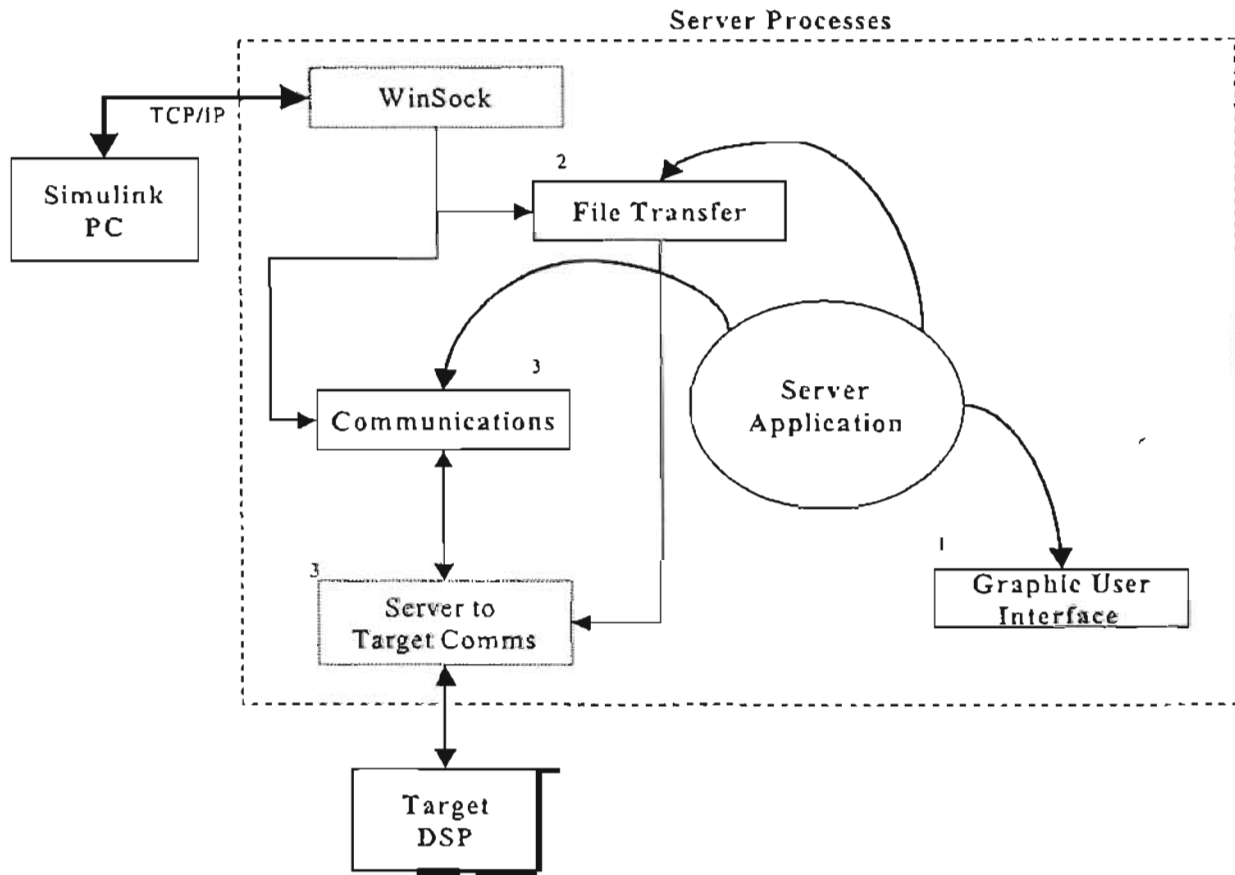 Server Processes
WinSock
TCP/IP
Simulink
PC
2
File Transfer
3
Communications
Server
Application
1
Graphic User
Interface
3
Server to
Target Comms
Target
DSP